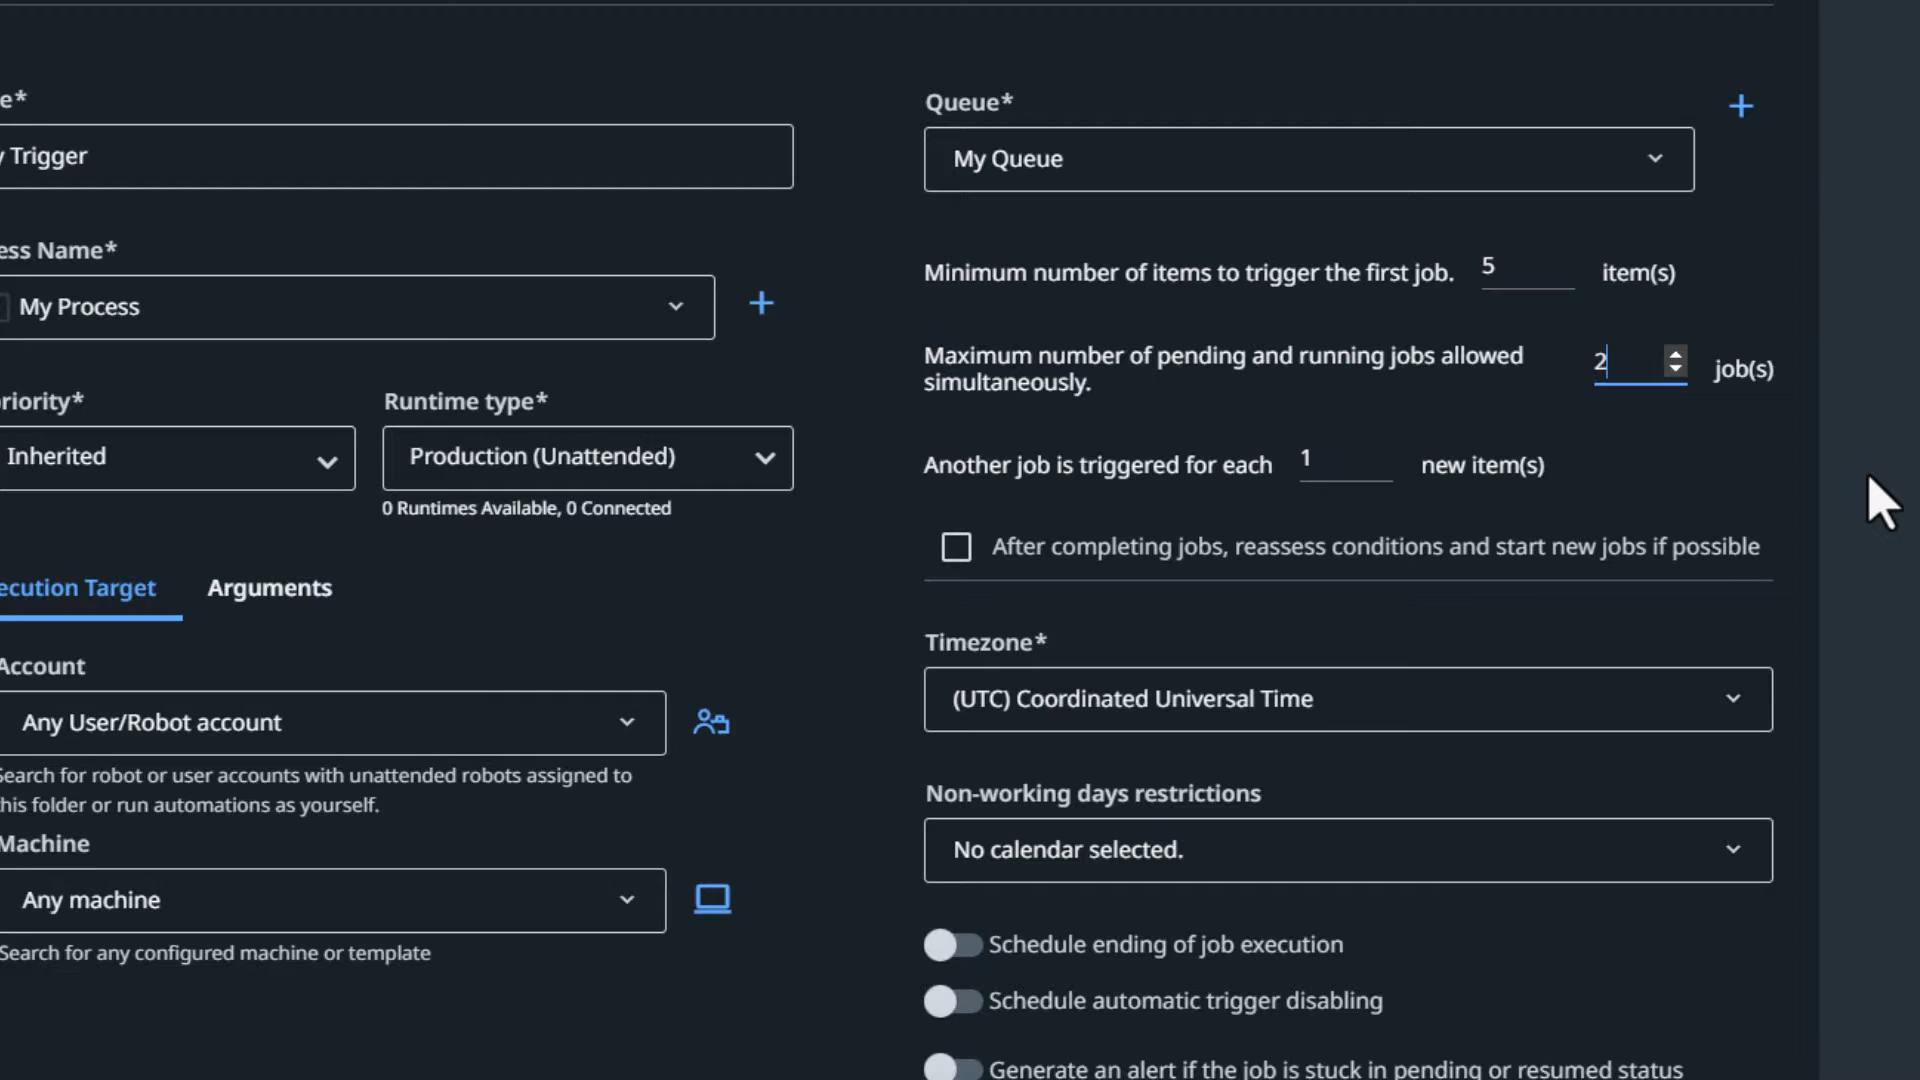 e*
y Trigger
ess Name*
My Process
riority*
Inherited
Runtime type*
Production (Unattended)
0 Runtimes Available, 0 Connected
ecution Target
Arguments
Account
Any User/Robot account
Search for robot or user accounts with unattended robots assigned to
his folder or run automations as yourself.
Machine
Any machine
Search for any configured machine or template
Queue*
My Queue
Minimum number of items to trigger the first job. 5 item(s)
Maximum number of pending and running jobs allowed
simultaneously. 2 job(s)
Another job is triggered for each 1 new item(s)
After completing jobs, reassess conditions and start new jobs if possible
Timezone*
(UTC) Coordinated Universal Time
Non-working days restrictions
No calendar selected.
Schedule ending of job execution
Schedule automatic trigger disabling
Generate an alert if the job is stuck in pending or resumed status